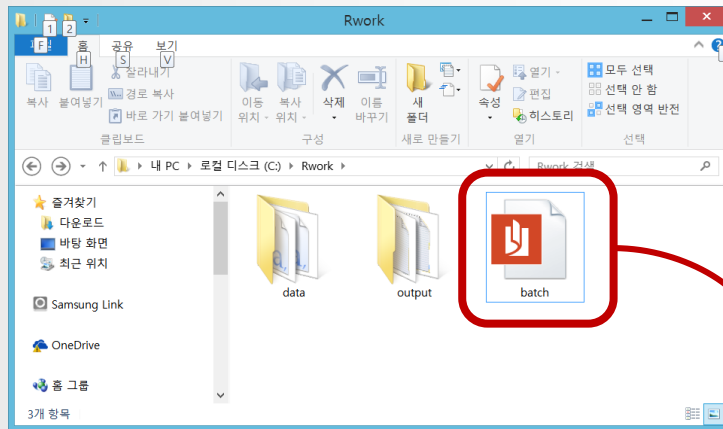 Rwork
1 2
F 홈 공유 보기
H S V
복사 붙여넣기 잘라내기
경로 복사
바로 가기 붙여넣기
클립보드
이동 위치
복사 위치
삭제
이름 바꾸기
구성
새 폴더
새로 만들기
속성
열기
편집
히스토리
열기
모두 선택
선택 안 함
선택 영역 반전
선택
내 PC 로컬 디스크 (C:) Rwork
Rwork 검색
즐겨찾기
다운로드
바탕 화면
최근 위치
Samsung Link
OneDrive
홈 그룹
data output batch
3개 항목